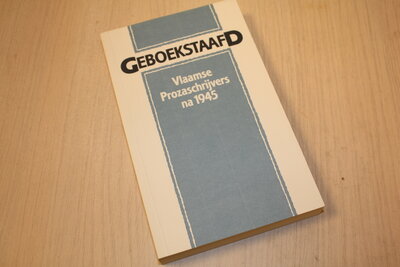 GEBOEKSTAAFD
Vlaamse
Prozaschrijvers
na 1945